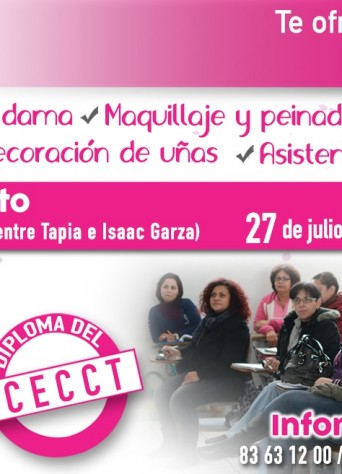 Te ofr
dama ✓ Maquillaje y peinad
ecoración de uñas ✓ Asisten
to
entre Tapia e Isaac Garza)
27 de julio
DIPLOMA DEL
CECCT
Infor
83 63 12 00 /